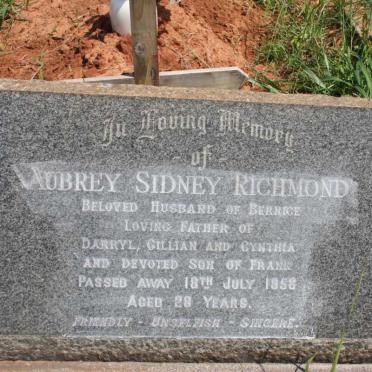 In Loving Memory
- of -
AUBREY SIDNEY RICHMOND
BELOVED HUSBAND OF BERNICE
LOVING FATHER OF
DARRYL, GILLIAN AND CYNTHIA
AND DEVOTED SON OF FRANK
PASSED AWAY 18TH JULY 1958
AGED 28 YEARS.
FRIENDLY - UNSELFISH - SINCERE.